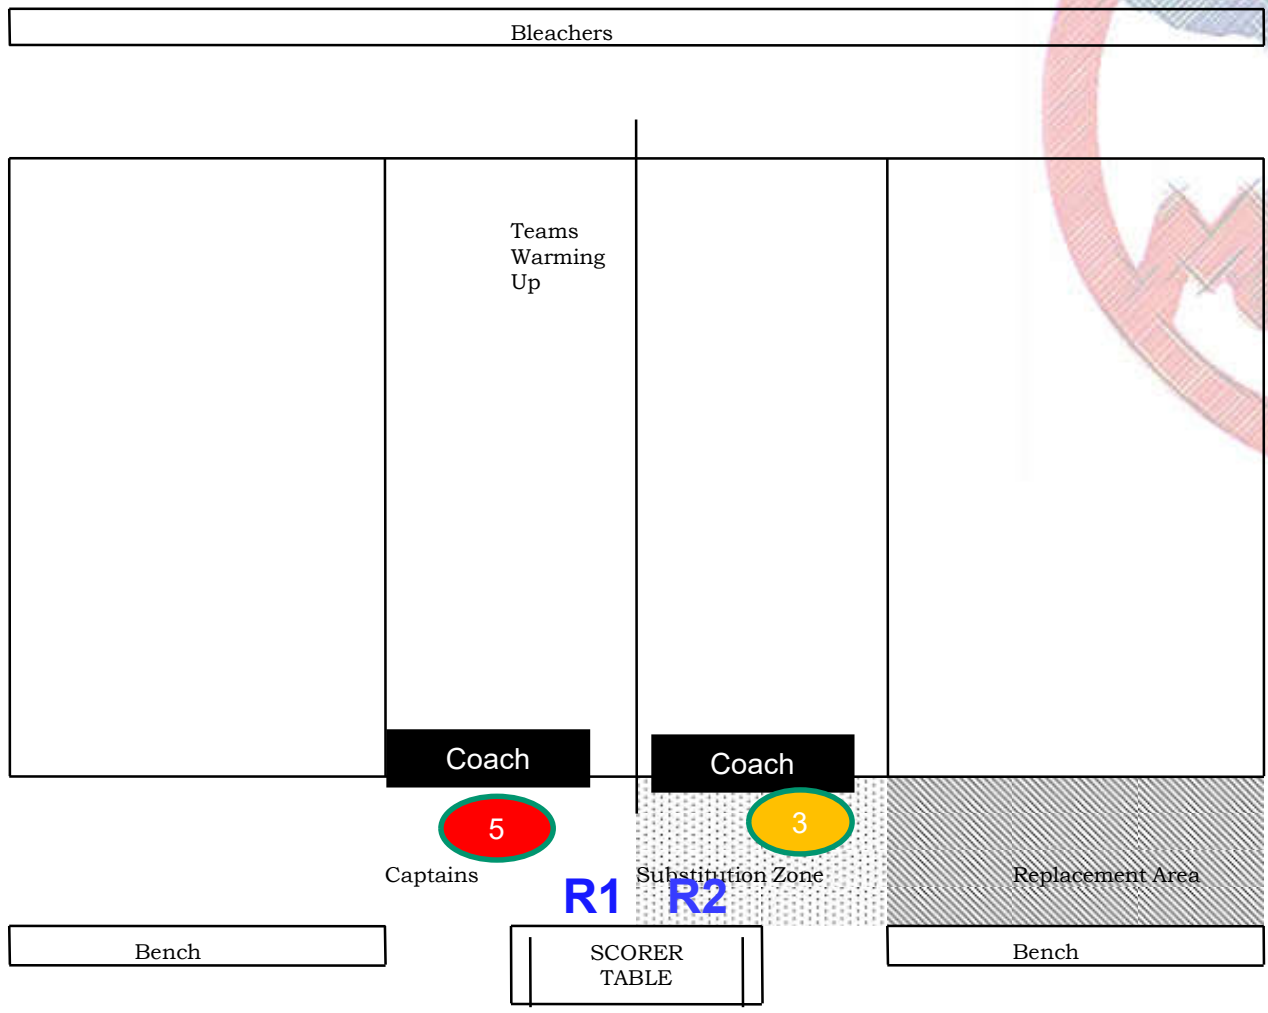 Bleachers
Teams
Warming
Up
Coach
Coach
5
3
Captains
Substitution Zone
Replacement Area
R1
R2
Bench
SCORER
TABLE
Bench